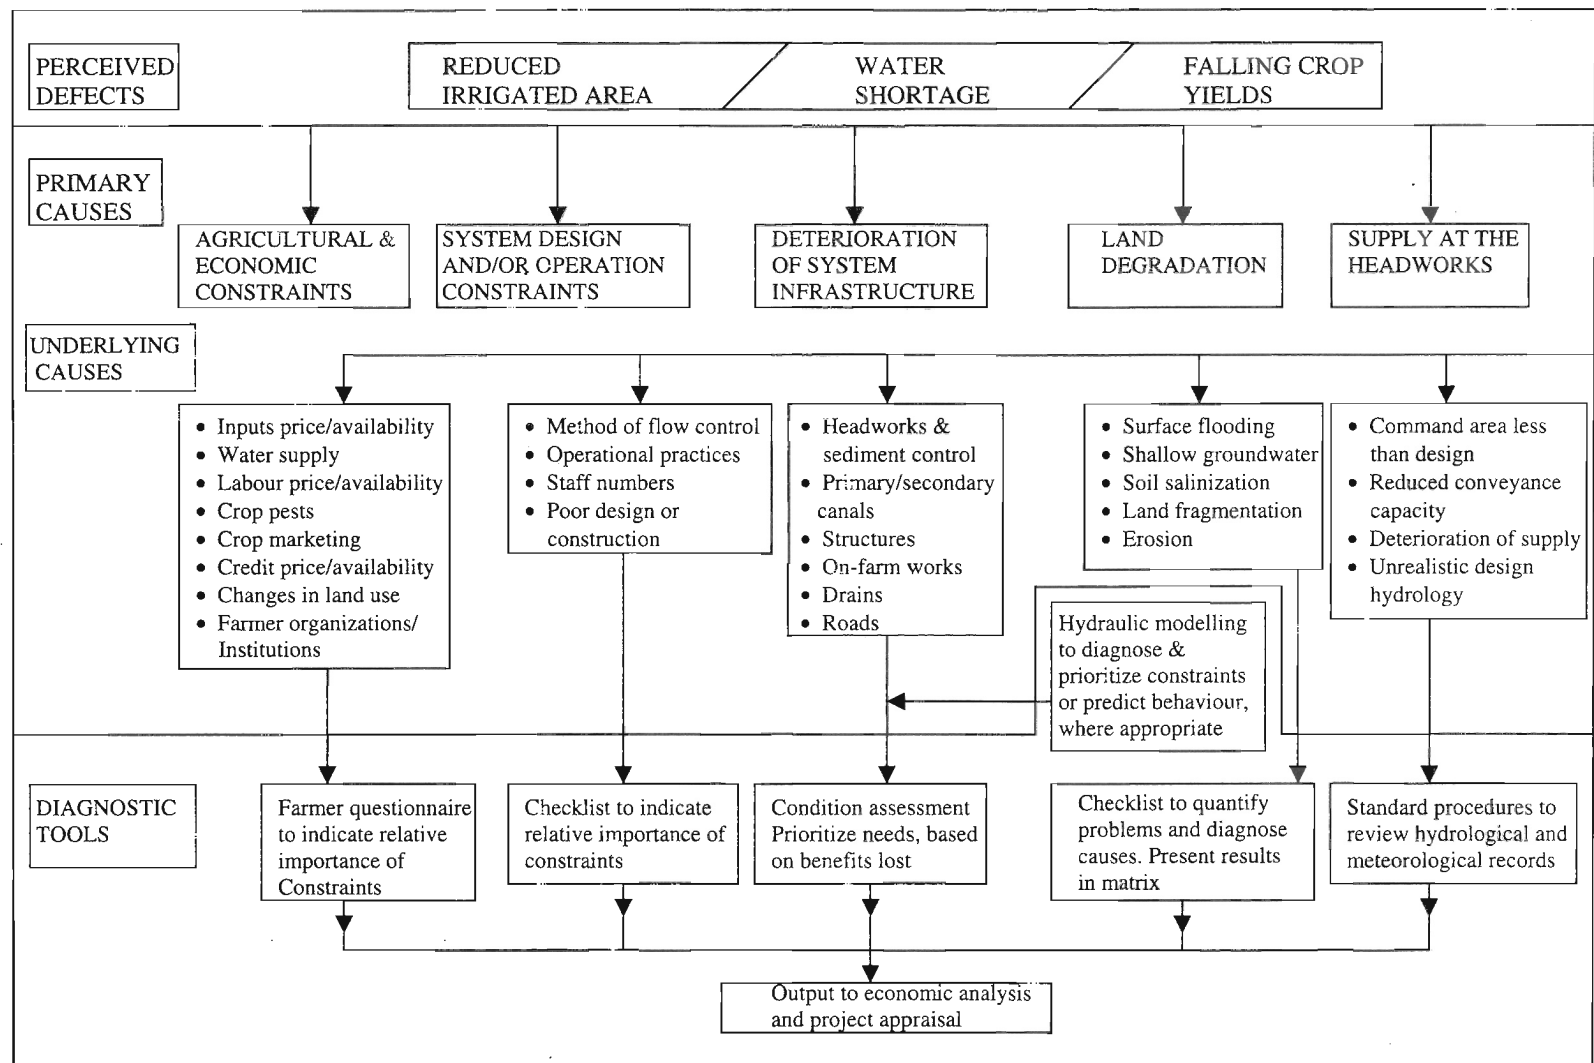 PERCEIVED
DEFECTS
REDUCED
IRRIGATED AREA
WATER
SHORTAGE
FALLING CROP
YIELDS
PRIMARY
CAUSES
AGRICULTURAL &
ECONOMIC
CONSTRAINTS
SYSTEM DESIGN
AND/OR OPERATION
CONSTRAINTS
DETERIORATION
OF SYSTEM
INFRASTRUCTURE
LAND
DEGRADATION
SUPPLY AT THE
HEADWORKS
UNDERLYING
CAUSES
• Inputs price/availability
• Water supply
• Labour price/availability
• Crop pests
• Crop marketing
• Credit price/availability
• Changes in land use
• Farmer organizations/
Institutions
• Method of flow control
• Operational practices
• Staff numbers
• Poor design or
construction
• Headworks &
sediment control
• Primary/secondary
canals
• Structures
• On-farm works
• Drains
• Roads
• Surface flooding
• Shallow groundwater
• Soil salinization
• Land fragmentation
• Erosion
• Command area less
than design
• Reduced conveyance
capacity
• Deterioration of supply
• Unrealistic design
hydrology
Hydraulic modelling
to diagnose &
prioritize constraints
or predict behaviour,
where appropriate
DIAGNOSTIC
TOOLS
Farmer questionnaire
to indicate relative
importance of
Constraints
Checklist to indicate
relative importance of
constraints
Condition assessment
Prioritize needs, based
on benefits lost
Checklist to quantify
problems and diagnose
causes. Present results
in matrix
Standard procedures to
review hydrological and
meteorological records
Output to economic analysis
and project appraisal